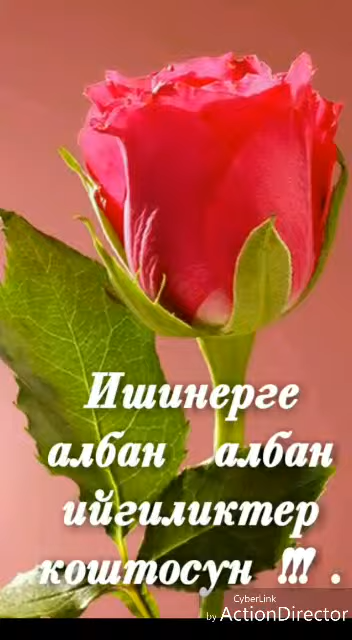 Ишинерге
албан албан
ийгиликтер
коштосун !!! .
CyberLink
by ActionDirector